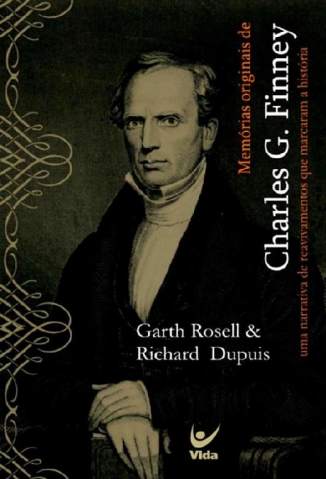 Memórias originais de
Charles G. Finney
uma narrativa de reavivamentos que marcaram a história
Garth Rosell &
Richard Dupuis
Vida